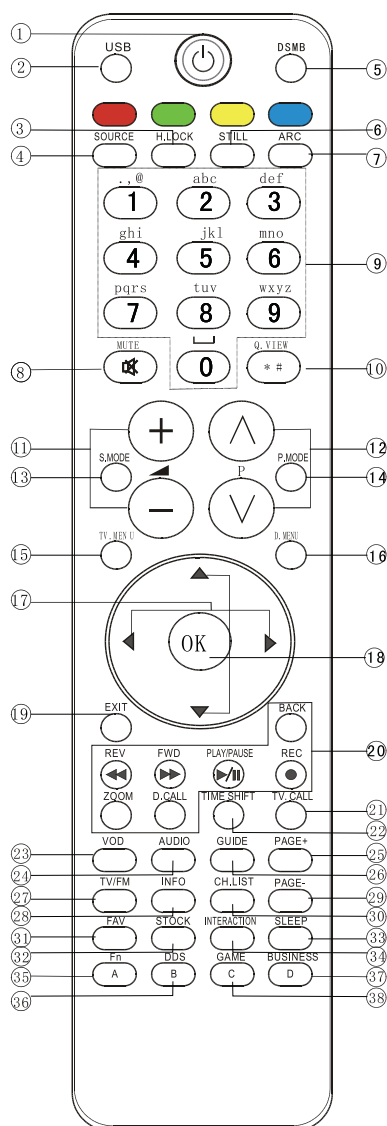 ①
USB DSMB
② ⑤
③ ⑥
SOURCE H.LOCK STILL ARC
④ ⑦
.,@ abc def
1 2 3
ghi jkl mno
4 5 6 ⑨
pqrs tuv wxyz
7 8 9
MUTE Q.VIEW
⑧ 0 * # ⑩
+ ∧
⑪ ⑫
S.MODE P P.MODE
⑬ ⑭
− ∨
TV.MENU D.MENU
⑮ ⑯
⑰
OK
⑱
EXIT BACK
⑲
REV FWD PLAY/PAUSE REC ⑳
ZOOM D.CALL TIME SHIFT TV.CALL
㉑
㉒
VOD AUDIO GUIDE PAGE+
㉓ ㉕
㉔ ㉖
TV/FM INFO CH.LIST PAGE-
㉗ ㉙
㉘ ㉚
FAV STOCK INTERACTION SLEEP
㉛ ㉝
㉜ ㉞
Fn DDS GAME BUSINESS
㉟ A B C D ㊲
㊱ ㊳